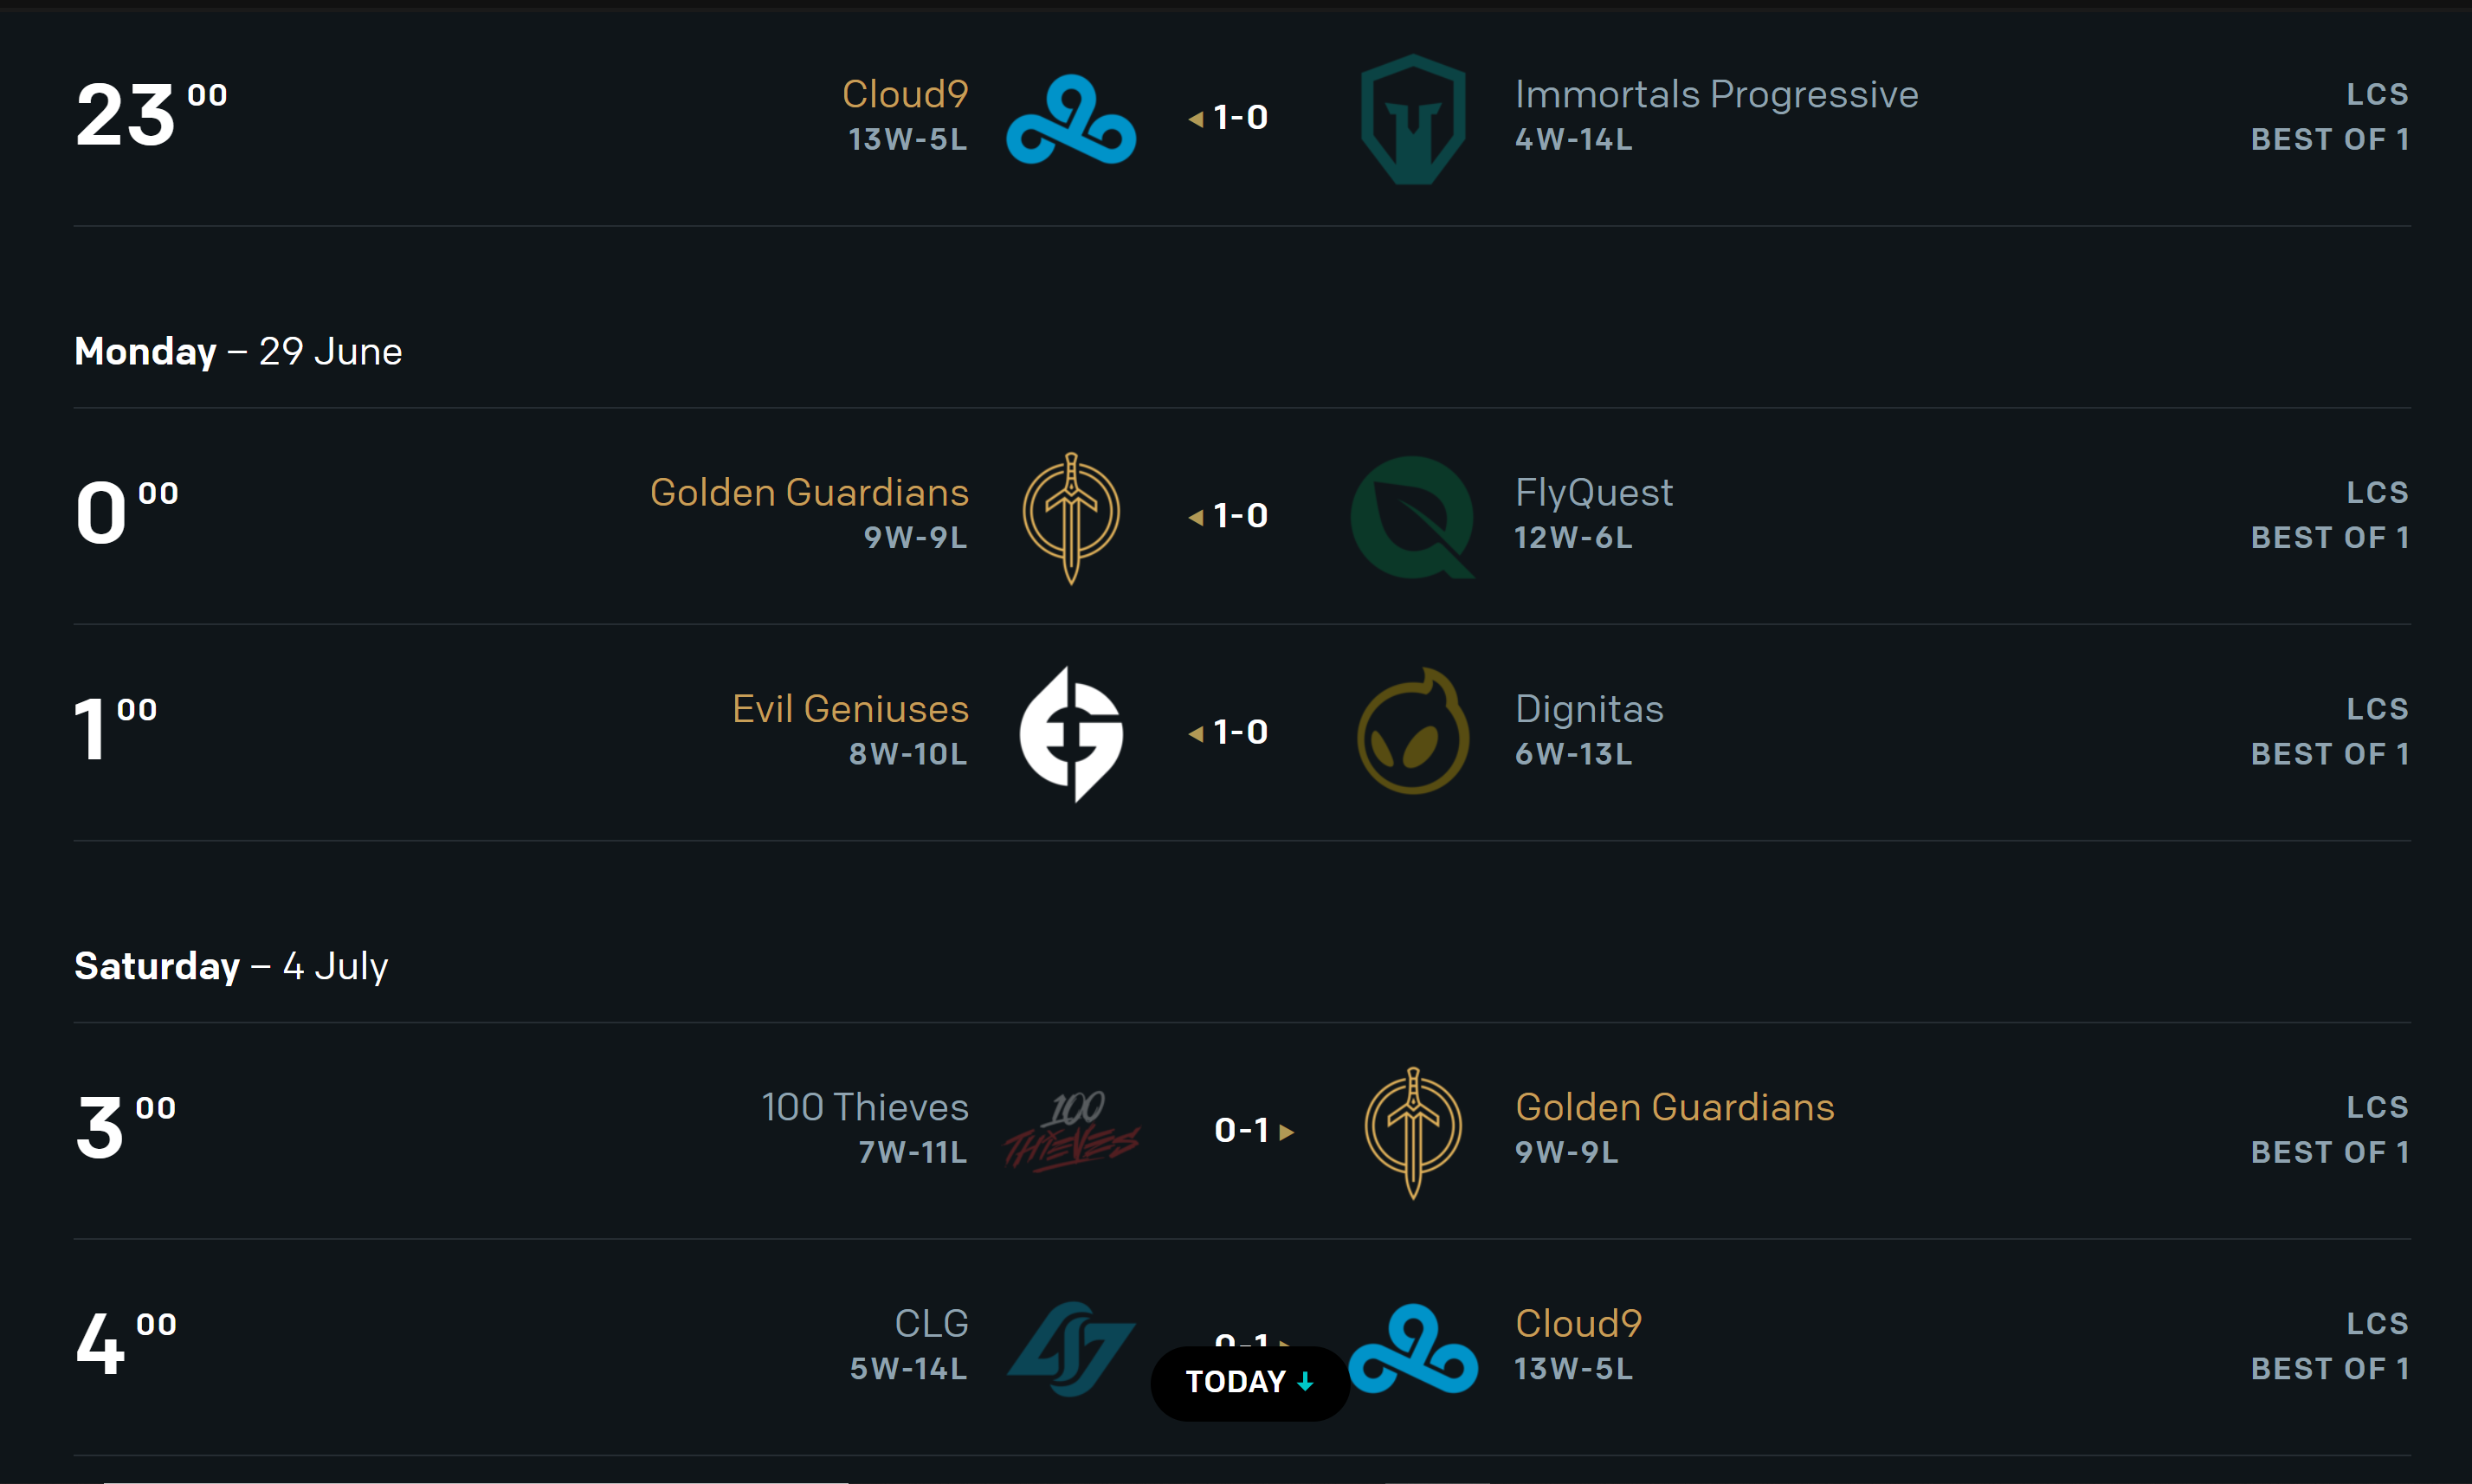 23 00
Cloud9
13W-5L
1-0
Immortals Progressive
4W-14L
LCS
BEST OF 1
Monday – 29 June
0 00
Golden Guardians
9W-9L
1-0
FlyQuest
12W-6L
LCS
BEST OF 1
1 00
Evil Geniuses
8W-10L
1-0
Dignitas
6W-13L
LCS
BEST OF 1
Saturday – 4 July
3 00
100 Thieves
7W-11L
100
THIEVES
0-1
Golden Guardians
9W-9L
LCS
BEST OF 1
4 00
CLG
5W-14L
0-1
Cloud9
13W-5L
LCS
BEST OF 1
TODAY